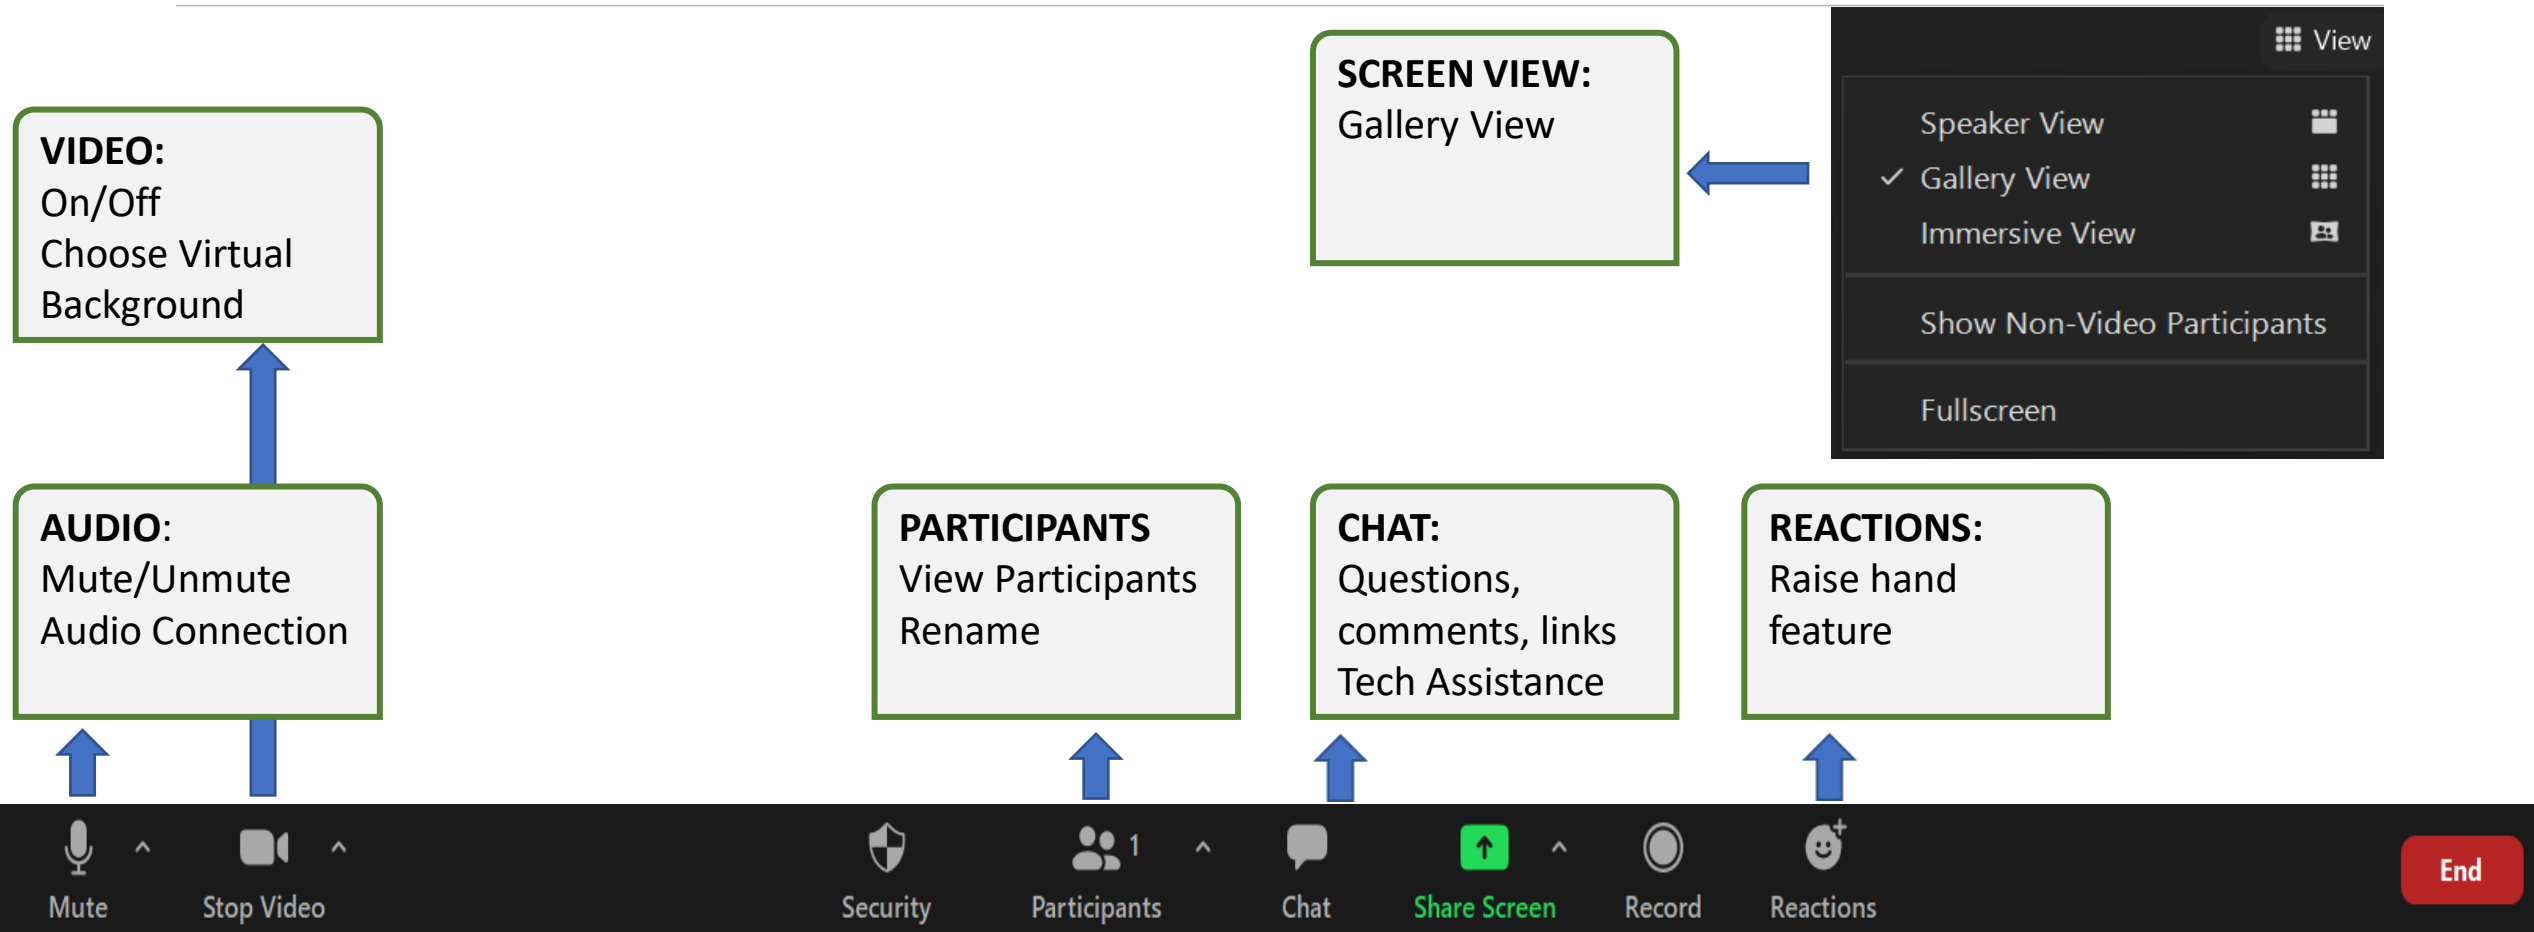 VIDEO:
On/Off
Choose Virtual
Background
SCREEN VIEW:
Gallery View
View
Speaker View
Gallery View
Immersive View
Show Non-Video Participants
Fullscreen
AUDIO:
Mute/Unmute
Audio Connection
PARTICIPANTS
View Participants
Rename
CHAT:
Questions,
comments, links
Tech Assistance
REACTIONS:
Raise hand
feature
Mute
Stop Video
Security
1
Participants
Chat
Share Screen
Record
Reactions
End